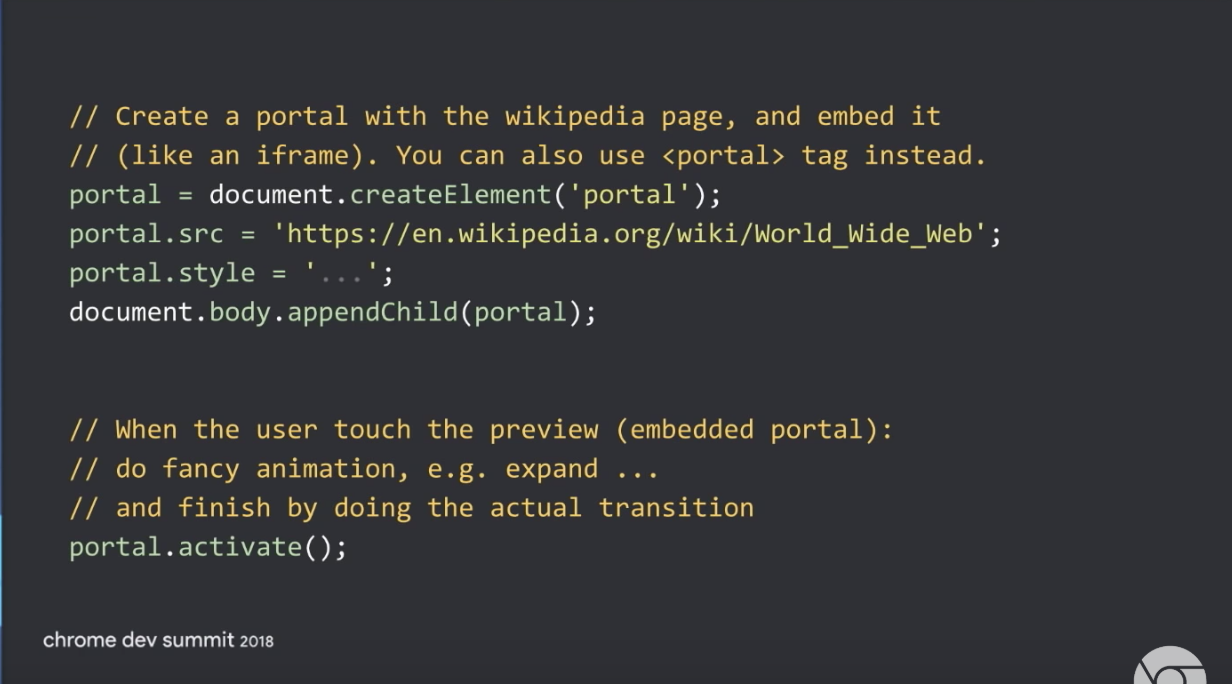 // Create a portal with the wikipedia page, and embed it
// (like an iframe). You can also use <portal> tag instead.
portal = document.createElement('portal');
portal.src = 'https://en.wikipedia.org/wiki/World_Wide_Web';
portal.style = '...';
document.body.appendChild(portal);
// When the user touch the preview (embedded portal):
// do fancy animation, e.g. expand ...
// and finish by doing the actual transition
portal.activate();
chrome dev summit 2018